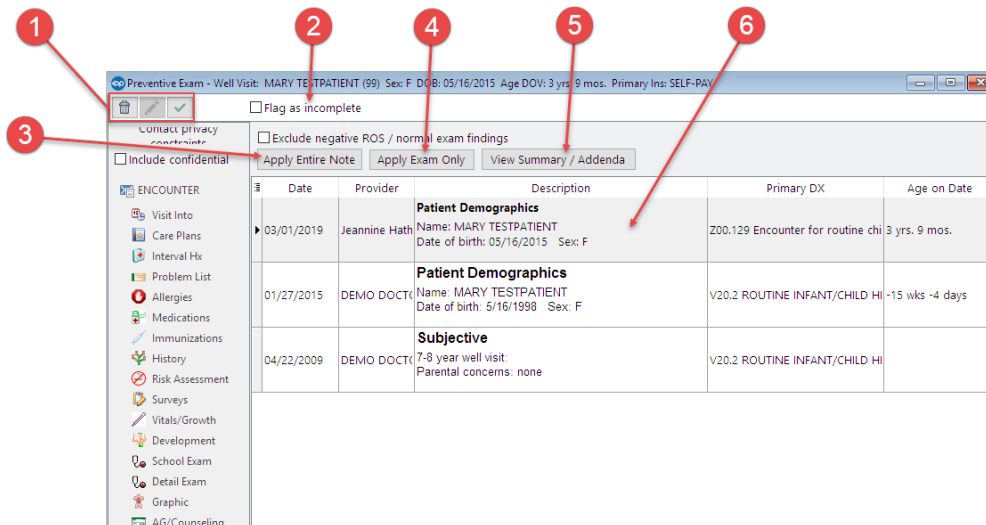 1
2
4
5
6
Preventive Exam - Well Visit: MARY TESTPATIENT (99) Sex: F DOB: 05/16/2015 Age DOV: 3 yrs. 9 mos. Primary Ins: SELF-PAY
Flag as incomplete
3
Contact privacy
constraints
Exclude negative ROS / normal exam findings
Include confidential
Apply Entire Note
Apply Exam Only
View Summary / Addenda
ENCOUNTER
Visit Into
Care Plans
Interval Hx
Problem List
Allergies
Medications
Immunizations
History
Risk Assessment
Surveys
Vitals/Growth
Development
School Exam
Detail Exam
Graphic
AG/Counseling
Date Provider Description Primary DX Age on Date
Patient Demographics
03/01/2019 Jeannine Hath Name: MARY TESTPATIENT Z00.129 Encounter for routine chi 3 yrs. 9 mos.
Date of birth: 05/16/2015 Sex: F
Patient Demographics
01/27/2015 DEMO DOCTO Name: MARY TESTPATIENT V20.2 ROUTINE INFANT/CHILD HE -15 wks -4 days
Date of birth: 5/16/1998 Sex: F
Subjective
04/22/2009 DEMO DOCTO 7-8 year well visit: V20.2 ROUTINE INFANT/CHILD HE
Parental concerns: none